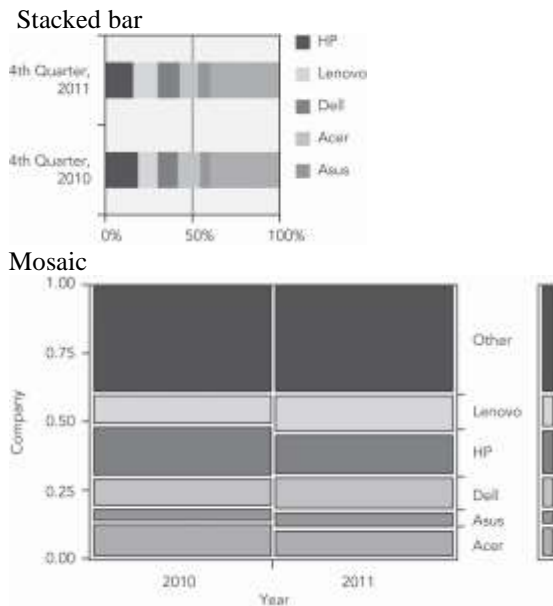 Stacked bar
4th Quarter,
2011
4th Quarter,
2010
0% 50% 100%
HP
Lenovo
Dell
Acer
Asus
Mosaic
1.00
0.75
0.50
0.25
0.00
Company
Other
Lenovo
HP
Dell
Asus
Acer
2010 2011
Year